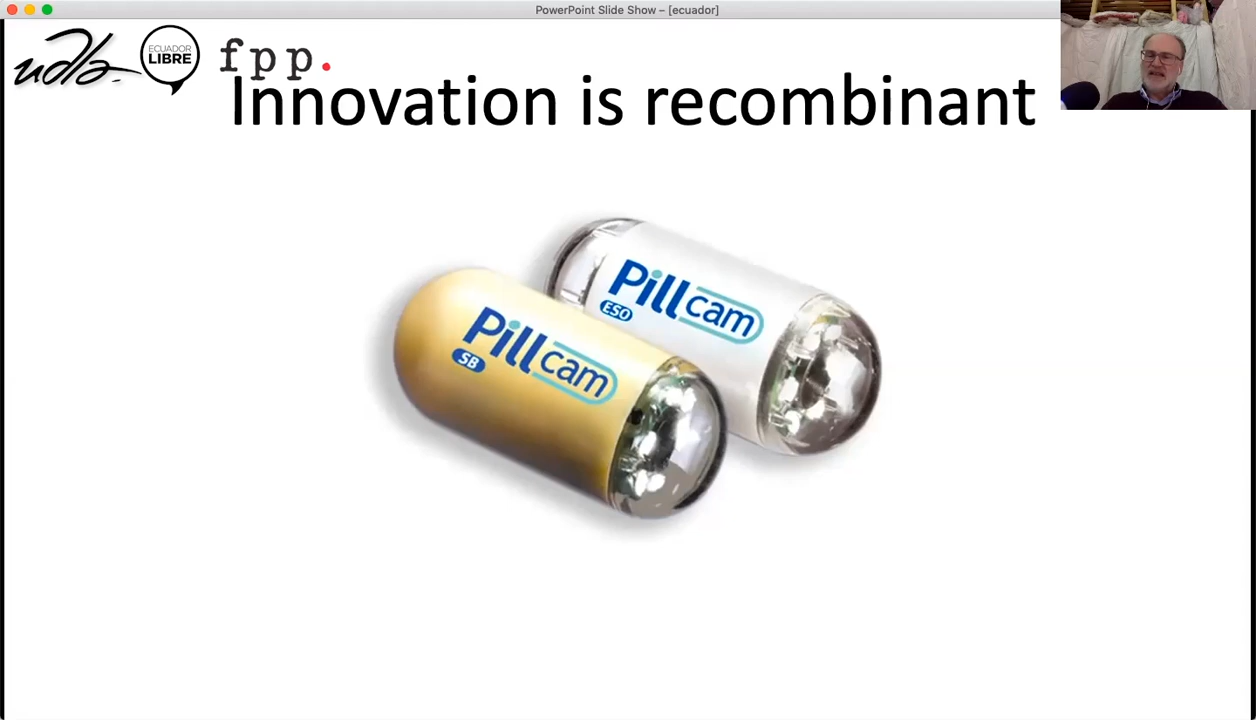 PowerPoint Slide Show – [ecuador]
udla.
ECUADOR
LIBRE
fpp.
Innovation is recombinant
Pillcam
ESO
Pillcam
SB